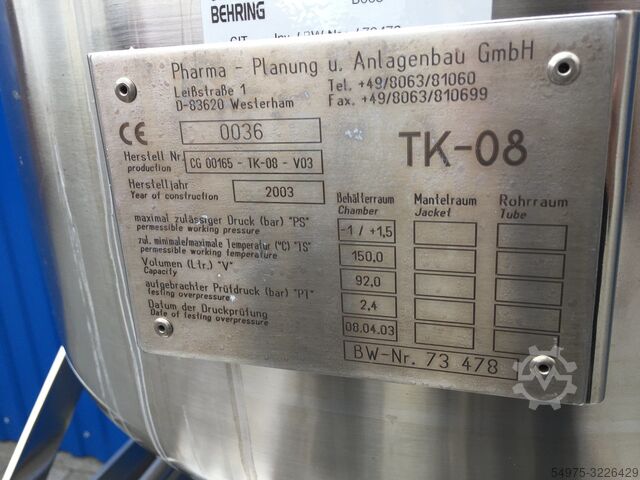 BEHRING
Pharma - Planung u. Anlagenbau GmbH
Leißstraße 1 Tel. +49/8063/81060
D-83620 Westerham Fax. +49/8063/810699
CE 0036 TK-08
Herstell Nr.
production CG 00165 - TK-08 - V03
Herstelljahr
Year of construction 2003
Behälterraum Mantelraum Rohrraum
Chamber Jacket Tube
maximal zulässiger Druck (bar) "PS"
permissible working pressure -1 / +1,5
zul. minimale/maximale Temperatur (°C) "TS"
permissible working temperature 150,0
Volumen (Ltr.) "V"
Capacity 92,0
aufgebrachter Prüfdruck (bar) "PT"
testing overpressure 2,4
Datum der Druckprüfung
Date of testing overpressure 08.04.03
BW-Nr. 73 478
54975-3226429